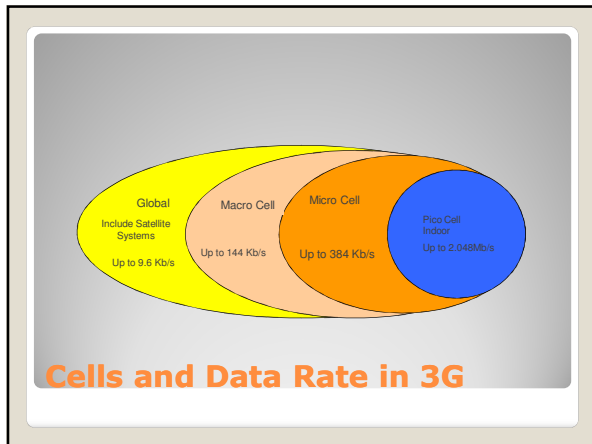 Global
Include Satellite
Systems
Up to 9.6 Kb/s
Macro Cell
Up to 144 Kb/s
Micro Cell
Up to 384 Kb/s
Pico Cell
Indoor
Up to 2.048Mb/s
Cells and Data Rate in 3G